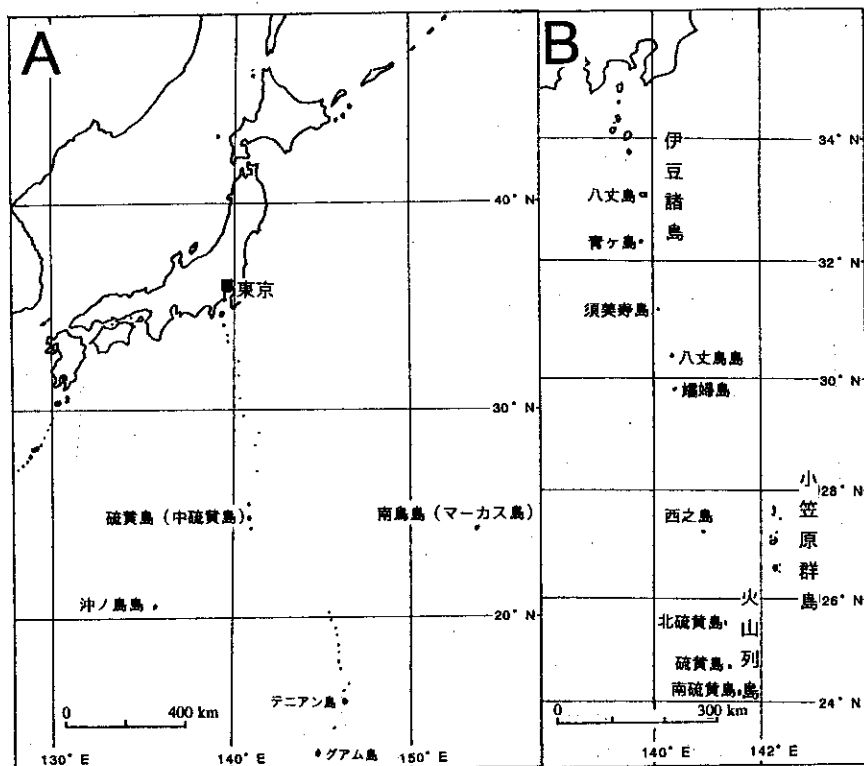 A
40° N
東京
30° N
硫黄島（中硫黄島）
南鳥島（マーカス島）
沖ノ鳥島
20° N
テニアン島
グアム島
0 400 km
130° E 140° E 150° E
B
34° N
伊豆諸島
八丈島
青ヶ島
32° N
須美寿島
八丈鳥島
30° N
孀婦島
28° N
小笠原群島
西之島
26° N
火山列島
北硫黄島
硫黄島
南硫黄島
24° N
0 300 km
140° E 142° E